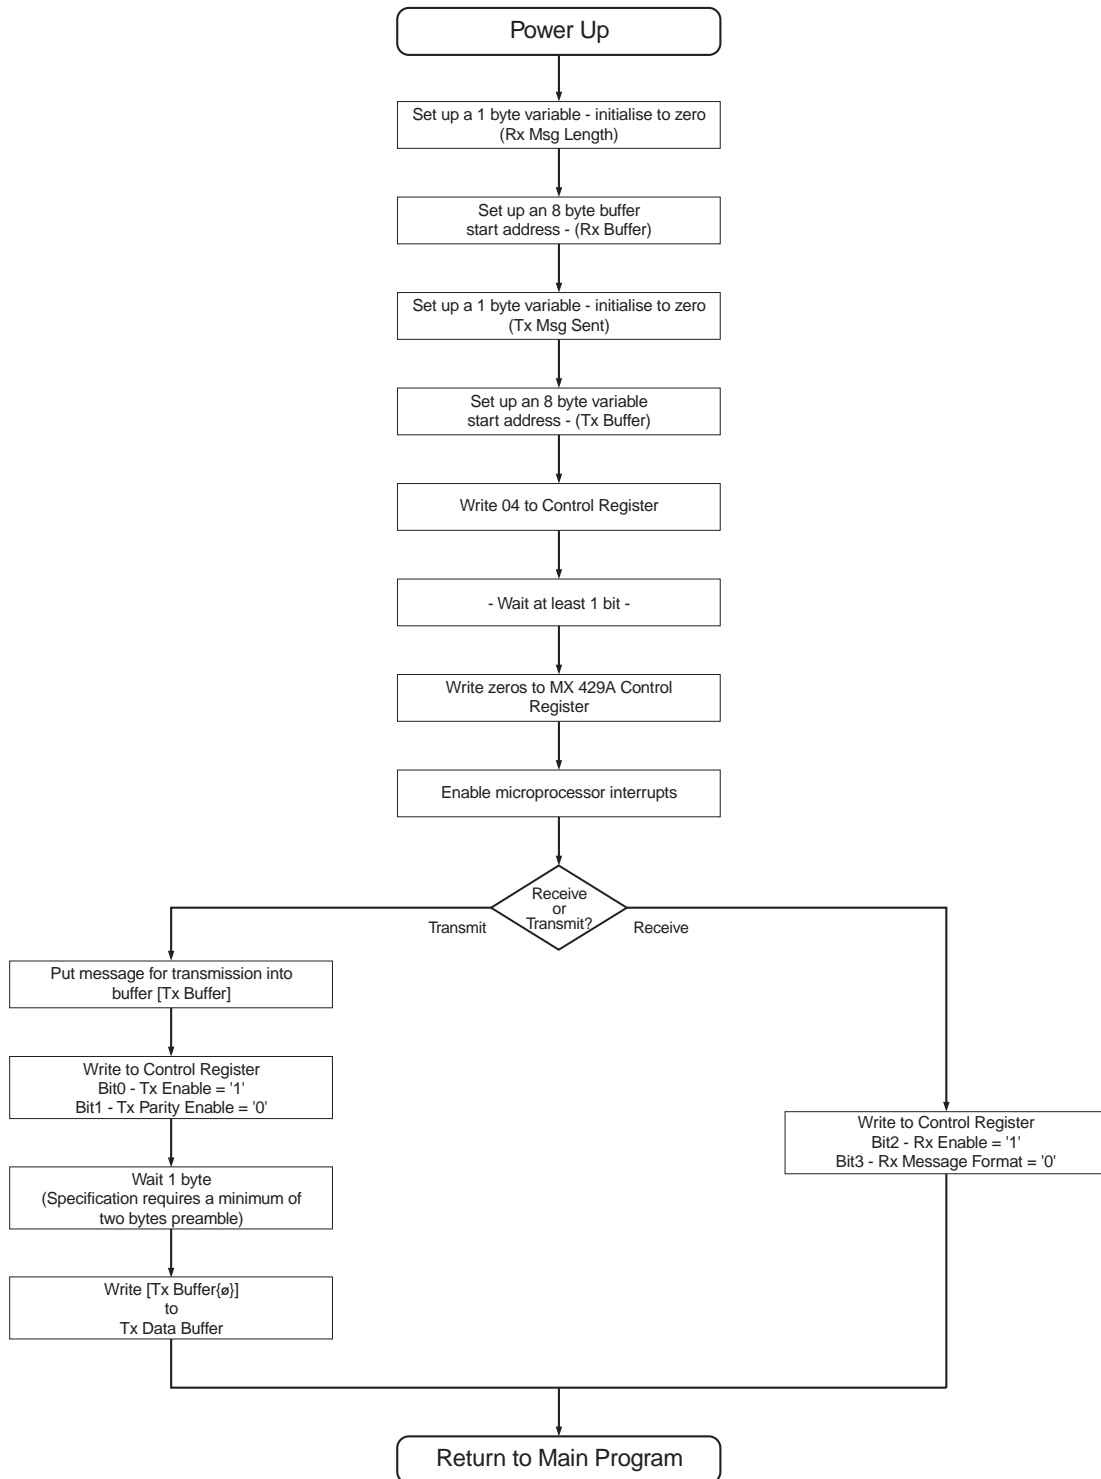 Power Up
Set up a 1 byte variable - initialise to zero
(Rx Msg Length)
Set up an 8 byte buffer
start address - (Rx Buffer)
Set up a 1 byte variable - initialise to zero
(Tx Msg Sent)
Set up an 8 byte variable
start address - (Tx Buffer)
Write 04 to Control Register
- Wait at least 1 bit -
Write zeros to MX 429A Control
Register
Enable microprocessor interrupts
Receive
or
Transmit?
Transmit
Receive
Put message for transmission into
buffer [Tx Buffer]
Write to Control Register
Bit0 - Tx Enable = '1'
Bit1 - Tx Parity Enable = '0'
Wait 1 byte
(Specification requires a minimum of
two bytes preamble)
Write [Tx Buffer{ø}]
to
Tx Data Buffer
Write to Control Register
Bit2 - Rx Enable = '1'
Bit3 - Rx Message Format = '0'
Return to Main Program